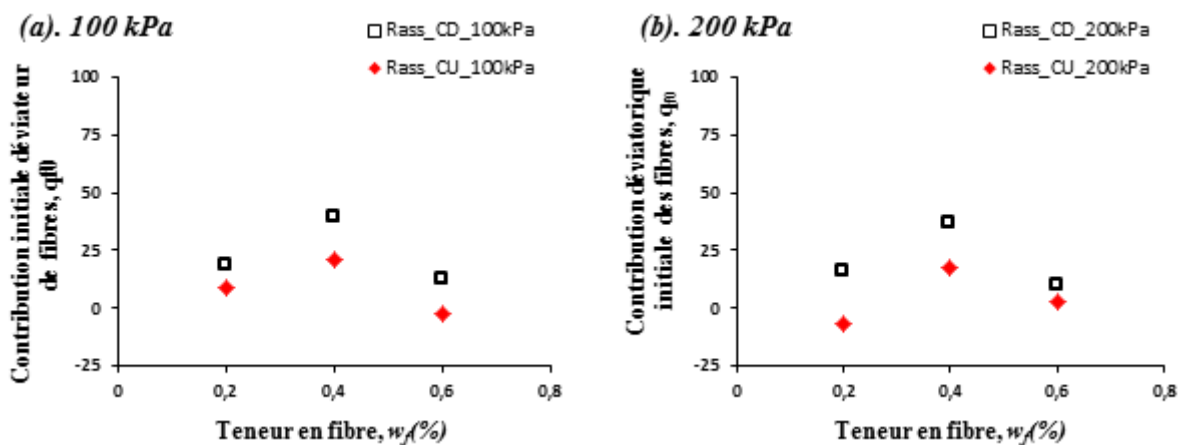 (a). 100 kPa
Rass_CD_100kPa
Rass_CU_100kPa
Contribution initiale déviateur
de fibres, qf0
100
75
50
25
0
-25
0
0,2
0,4
0,6
0,8
Teneur en fibre, wf(%)
(b). 200 kPa
Rass_CD_200kPa
Rass_CU_200kPa
Contribution déviatorique
initiale des fibres, qf0
100
75
50
25
0
-25
0
0,2
0,4
0,6
0,8
Teneur en fibre, wf(%)